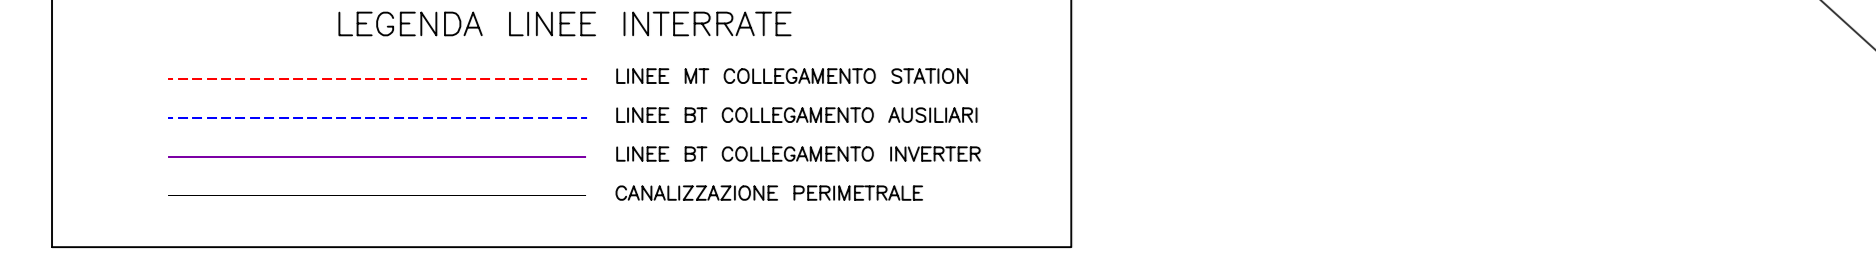 LEGENDA LINEE INTERRATE
LINEE MT COLLEGAMENTO STATION
LINEE BT COLLEGAMENTO AUSILIARI
LINEE BT COLLEGAMENTO INVERTER
CANALIZZAZIONE PERIMETRALE